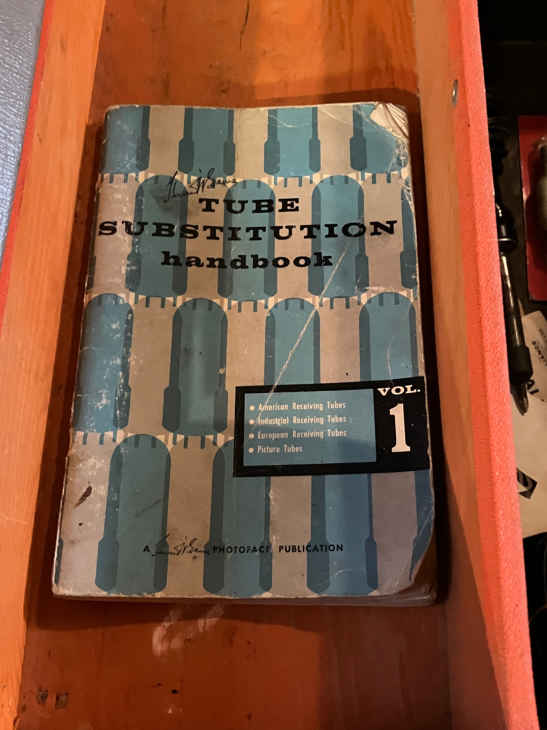 TUBE
SUBSTITUTION
handbook
VOL.
1
• American Receiving Tubes
• Industrial Receiving Tubes
• European Receiving Tubes
• Picture Tubes
A PHOTOFACT PUBLICATION